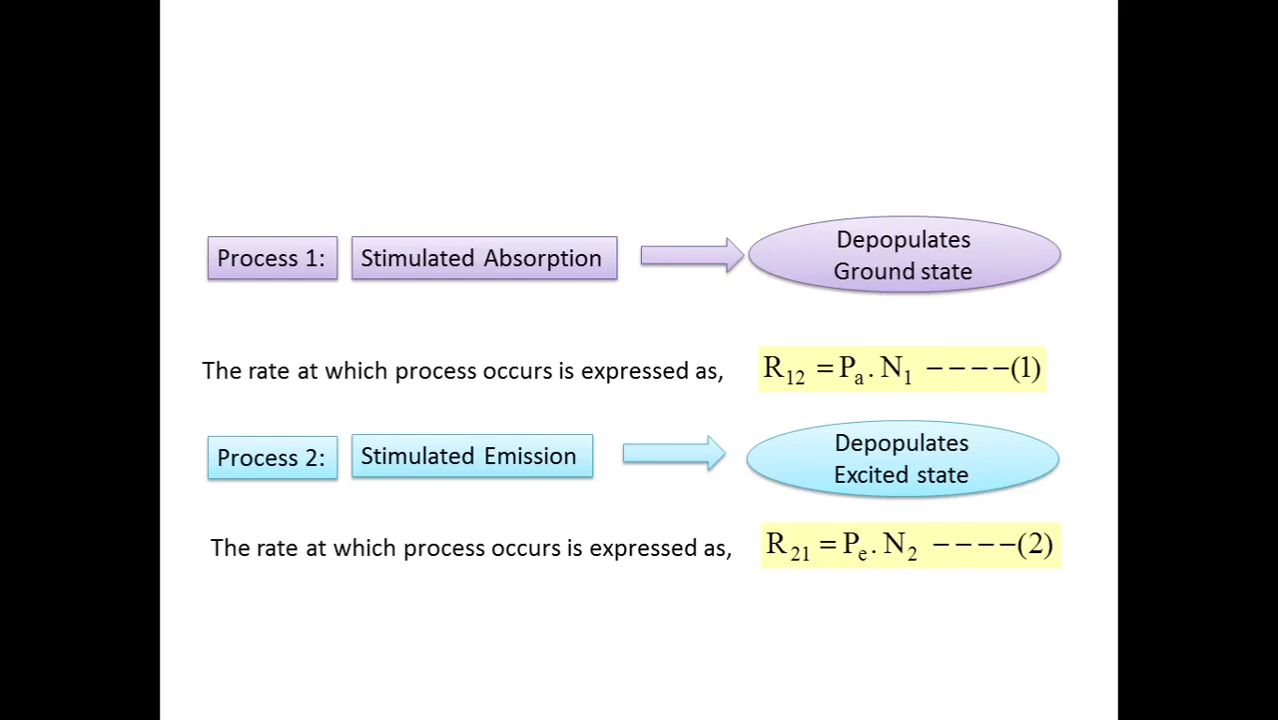 Process 1: Stimulated Absorption Depopulates
Ground state
The rate at which process occurs is expressed as, R₁₂ = Pₐ . N₁ ----(1)
Process 2: Stimulated Emission Depopulates
Excited state
The rate at which process occurs is expressed as, R₂₁ = Pₑ . N₂ ----(2)